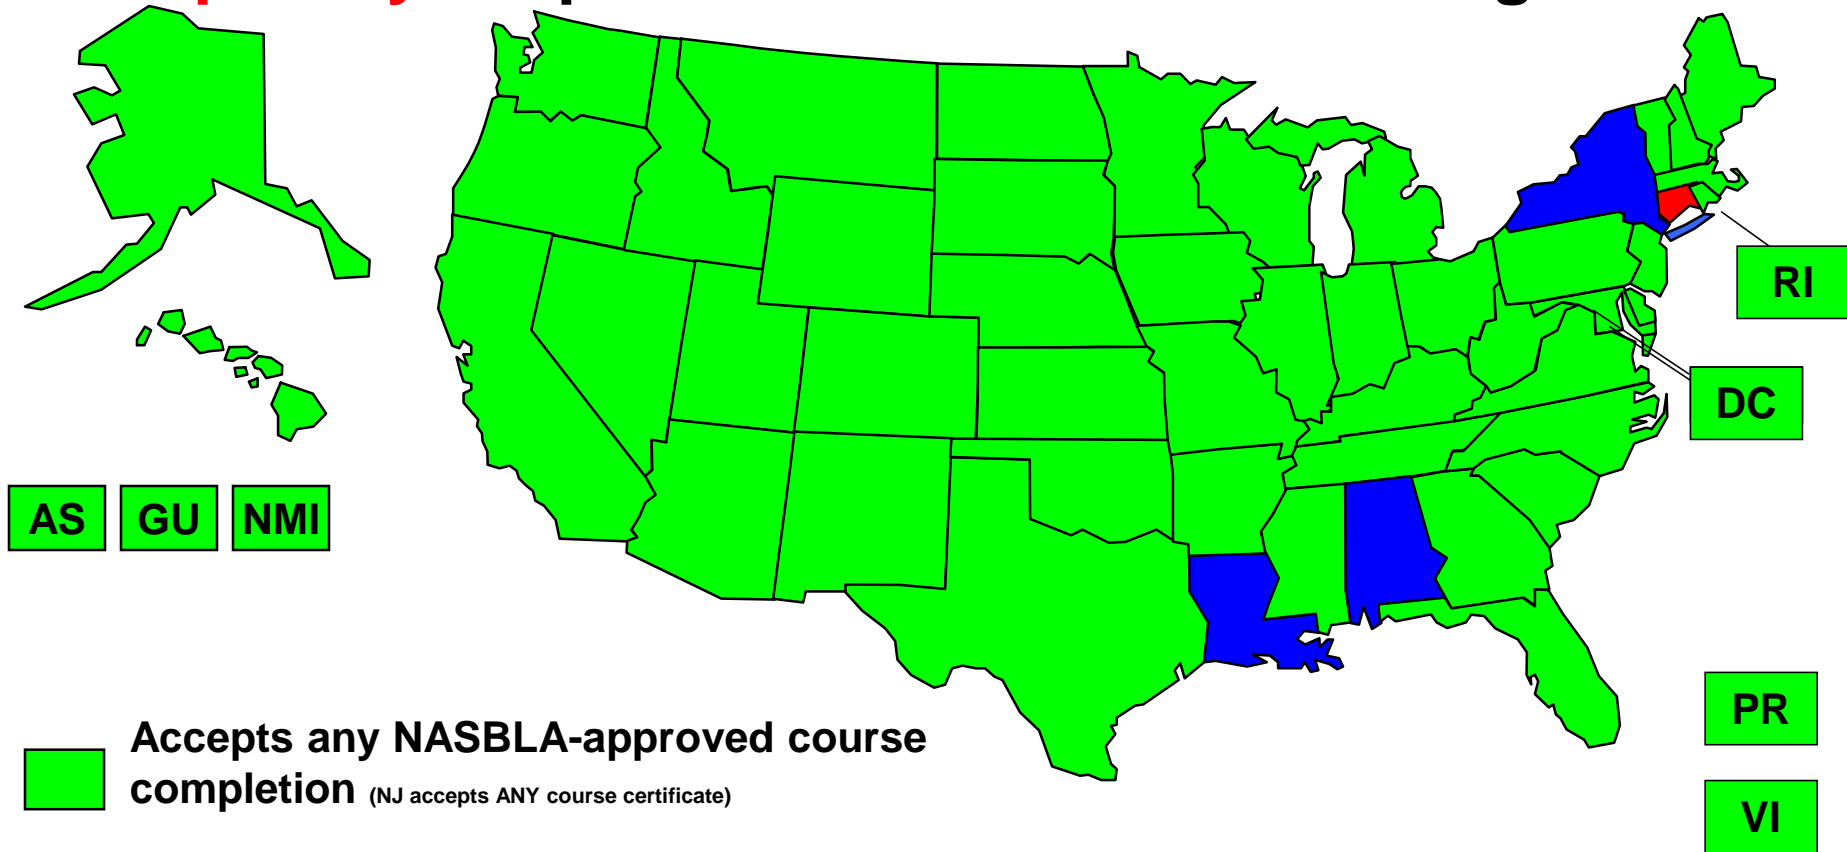 RI
DC
AS GU NMI
PR
Accepts any NASBLA-approved course
completion (NJ accepts ANY course certificate)
VI